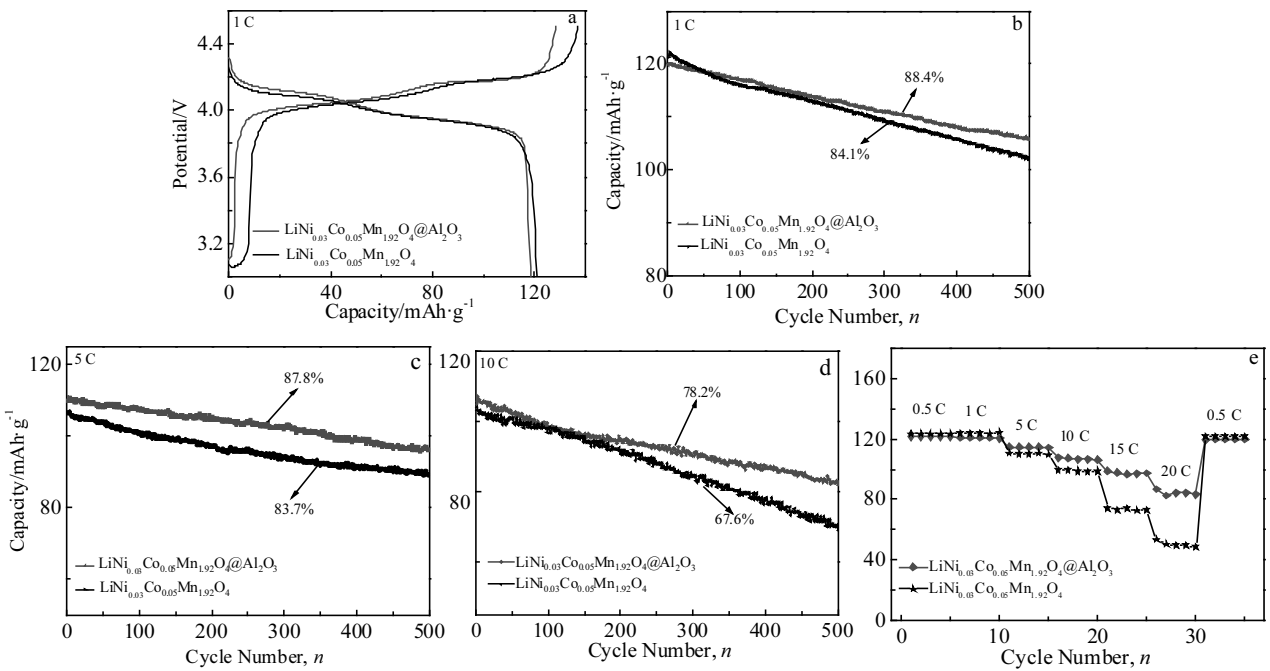 1 C
a
4.4
4.0
3.6
3.2
Potential/V
LiNi0.03Co0.05Mn1.92O4@Al2O3
LiNi0.03Co0.05Mn1.92O4
0 40 80 120
Capacity/mAh·g-1
1 C
b
120
100
80
Capacity/mAh·g-1
88.4%
84.1%
LiNi0.03Co0.05Mn1.92O4@Al2O3
LiNi0.03Co0.05Mn1.92O4
0 100 200 300 400 500
Cycle Number, n
5 C
c
120
80
Capacity/mAh·g-1
87.8%
83.7%
LiNi0.03Co0.05Mn1.92O4@Al2O3
LiNi0.03Co0.05Mn1.92O4
0 100 200 300 400 500
Cycle Number, n
10 C
d
120
80
78.2%
67.6%
LiNi0.03Co0.05Mn1.92O4@Al2O3
LiNi0.03Co0.05Mn1.92O4
0 100 200 300 400 500
Cycle Number, n
e
160
120
80
40
0
0.5 C 1 C 5 C 10 C 15 C 20 C 0.5 C
LiNi0.03Co0.05Mn1.92O4@Al2O3
LiNi0.03Co0.05Mn1.92O4
0 10 20 30
Cycle Number, n